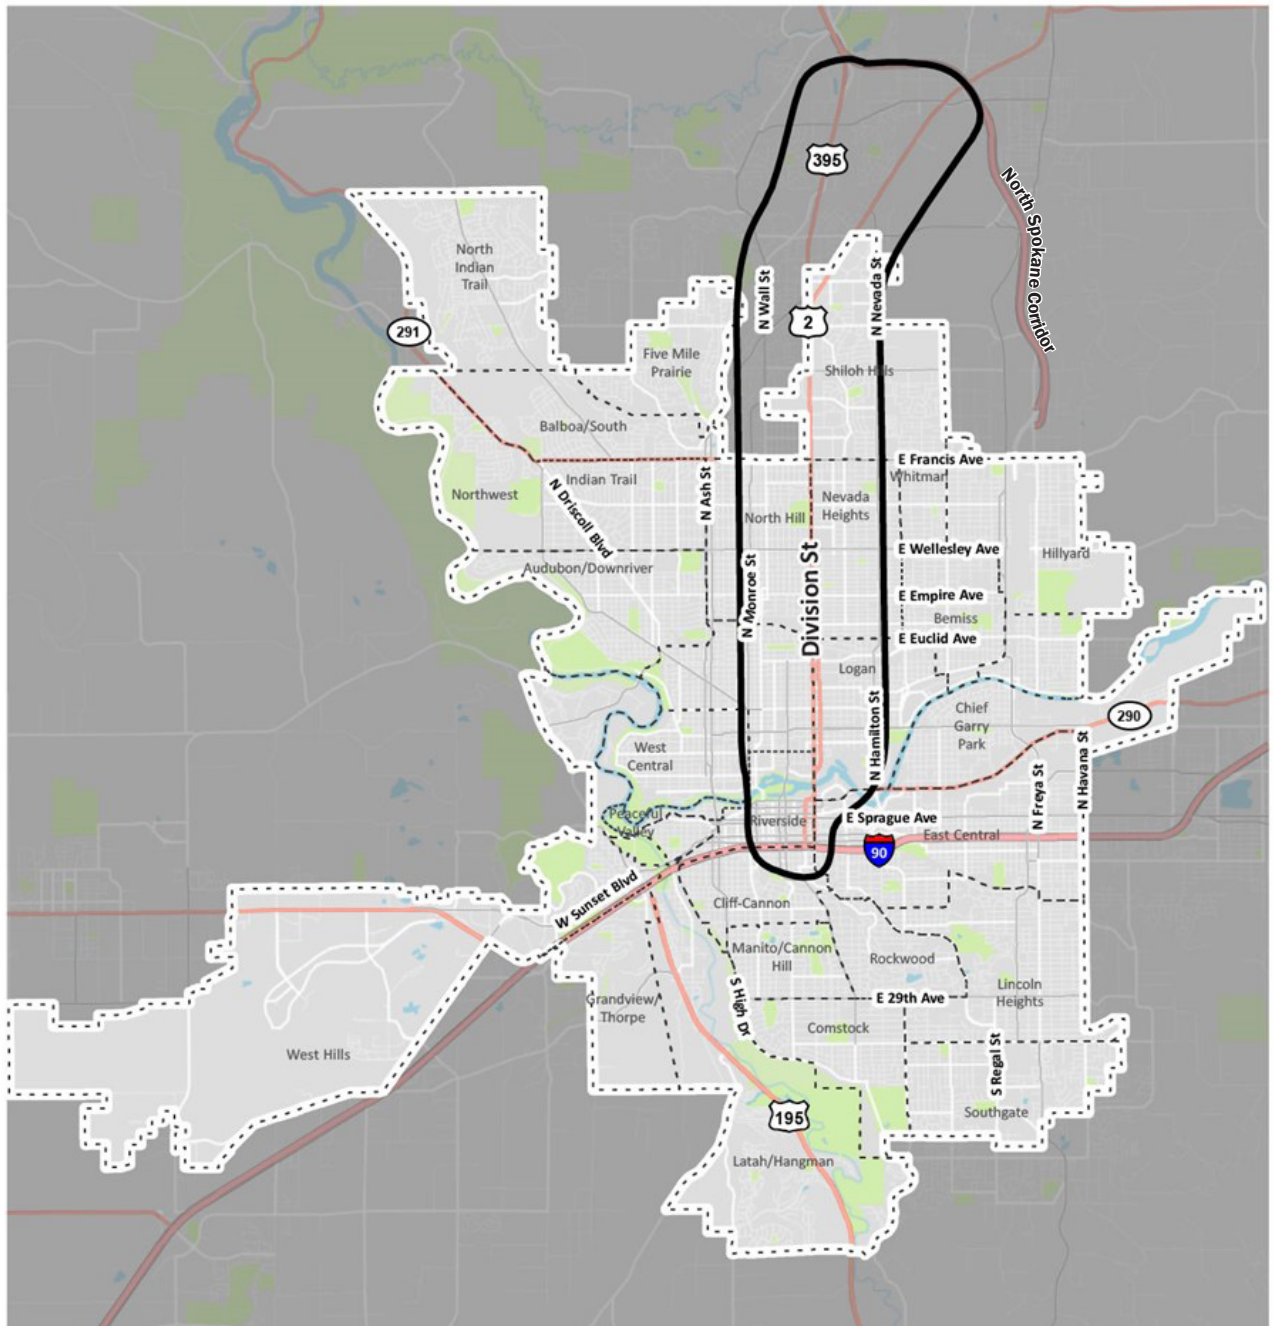 395
North Spokane Corridor
North
Indian
Trail
N Wall St
N Nevada St
291
2
Five Mile
Prairie
Shiloh Hills
Balboa/South
Indian Trail
E Francis Ave
Whitman
Northwest
N Driscoll Blvd
N Ash St
North Hill
Nevada
Heights
Division St
E Wellesley Ave
Hillyard
Audubon/Downriver
N Monroe St
E Empire Ave
Bemiss
E Euclid Ave
Logan
Chief
Garry
Park
290
West
Central
N Hamilton St
N Havana St
N Freya St
Peaceful
Valley
Riverside
E Sprague Ave
East Central
90
W Sunset Blvd
Cliff-Cannon
Manito/Cannon
Hill
Rockwood
S High Dr
E 29th Ave
Lincoln
Heights
Grandview/
Thorpe
Comstock
West Hills
S Regal St
195
Southgate
Latah/Hangman